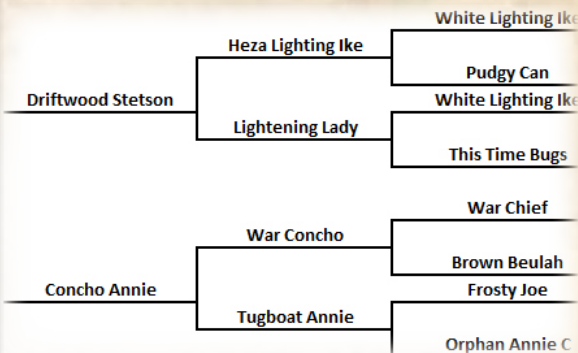 White Lighting Ike
Heza Lighting Ike
Pudgy Can
Driftwood Stetson
White Lighting Ike
Lightening Lady
This Time Bugs
War Chief
War Concho
Brown Beulah
Concho Annie
Frosty Joe
Tugboat Annie
Orphan Annie C